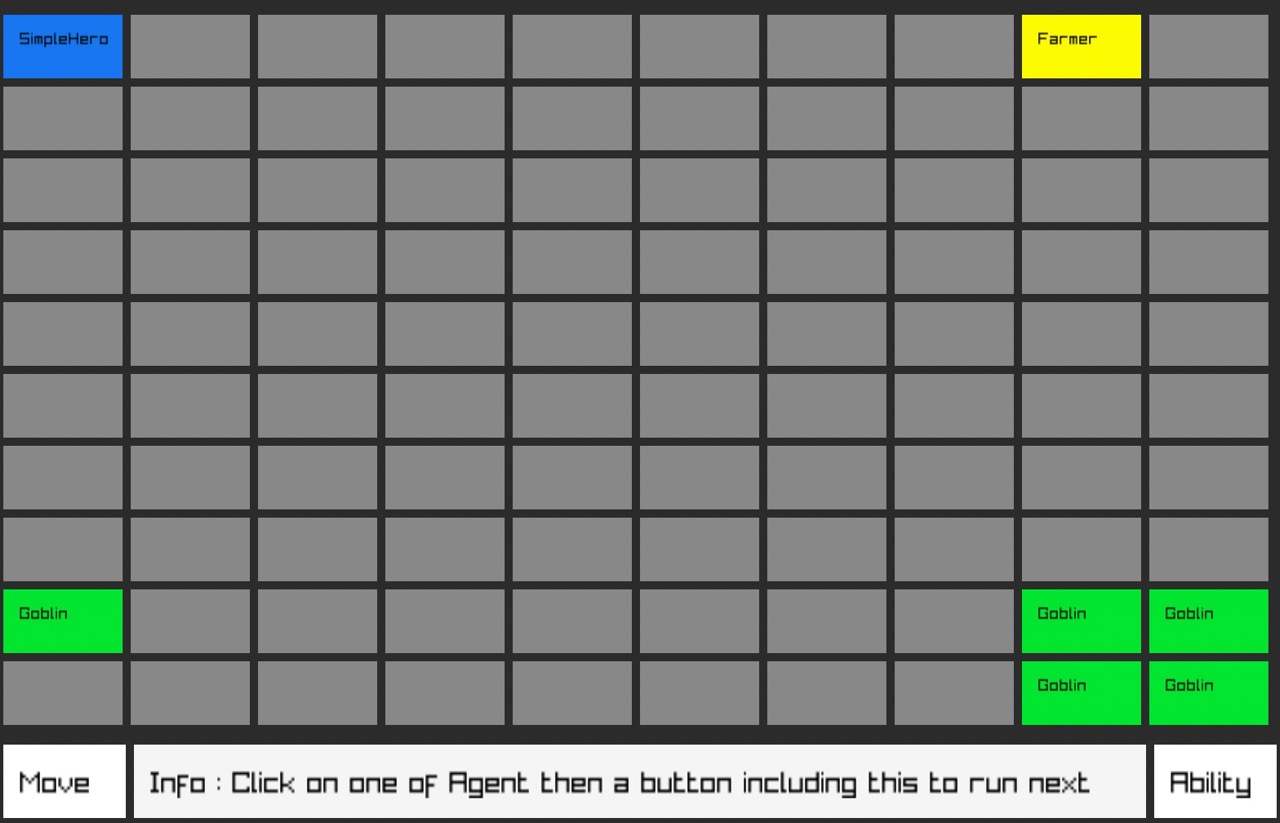 SimpleHero
Farmer
Goblin
Goblin
Goblin
Goblin
Goblin
Move
Info : Click on one of Agent then a button including this to run next
Ability